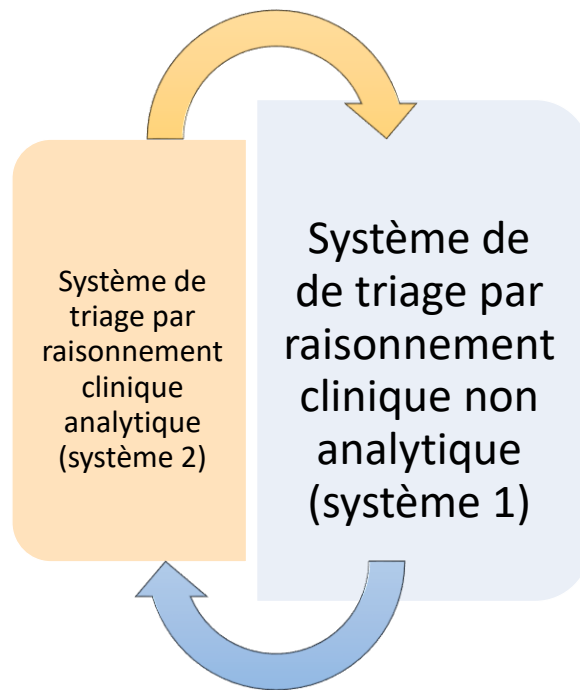 Système de
triage par
raisonnement
clinique
analytique
(système 2)
Système de
de triage par
raisonnement
clinique non
analytique
(système 1)